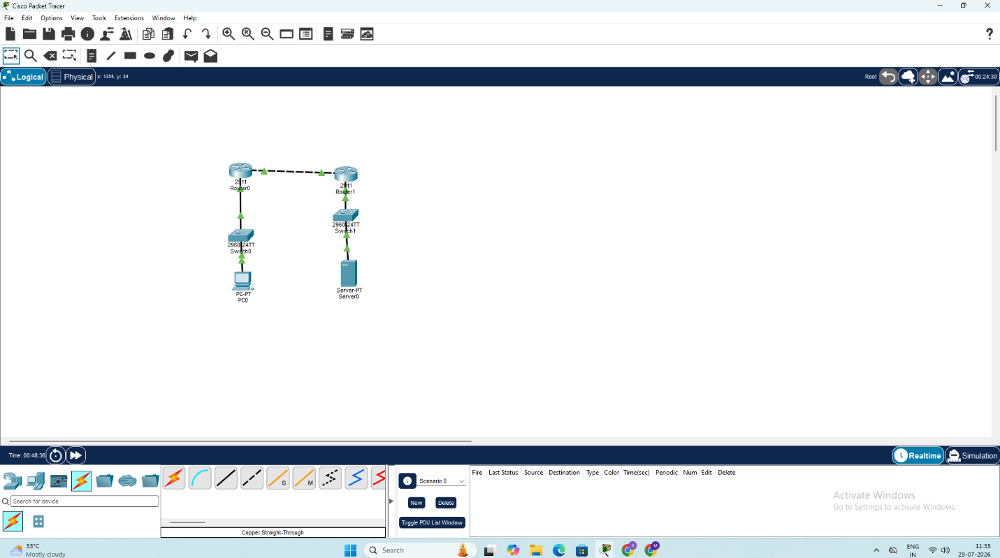 Cisco Packet Tracer
File Edit Options View Tools Extensions Window Help
Logical Physical x: 1364, y: 34 Root 00:24:30
2911
Router0
2911
Router1
2960-24TT
Switch1
2960-24TT
Switch0
Server-PT
Server0
PC-PT
PC0
Time: 00:48:36 Realtime Simulation
S M
Scenario 0
Fire Last Status Source Destination Type Color Time(sec) Periodic Num Edit Delete
Search for device
New Delete
Toggle PDU List Window
Copper Straight-Through
Activate Windows
Go to Settings to activate Windows.
33°C
Mostly cloudy
Search
S M
ENG
IN
11:35
29-07-2026